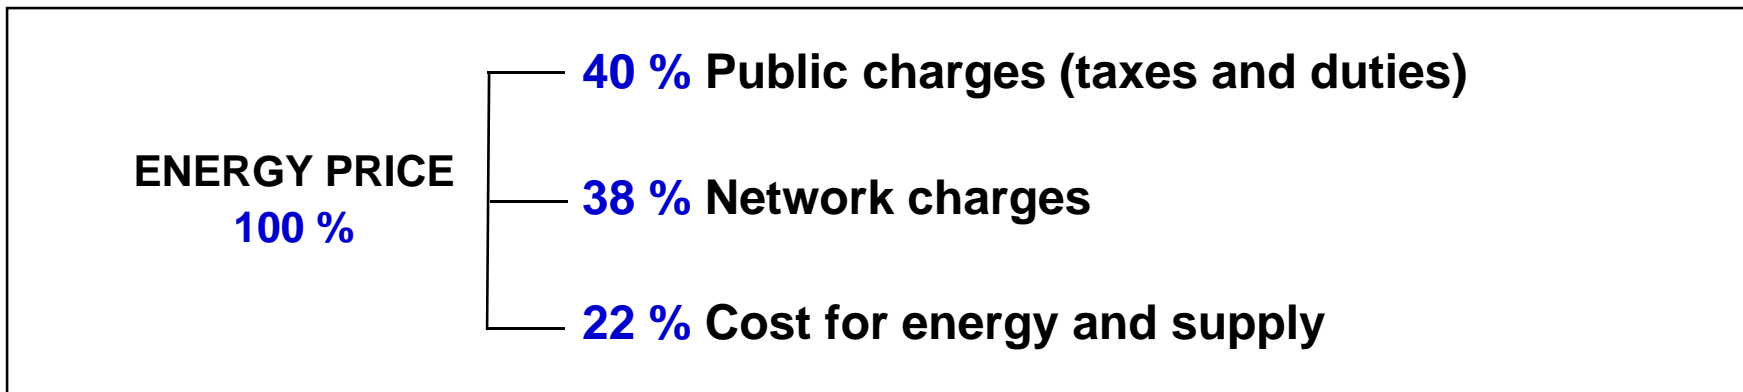 40 % Public charges (taxes and duties)
ENERGY PRICE
100 %
38 % Network charges
22 % Cost for energy and supply